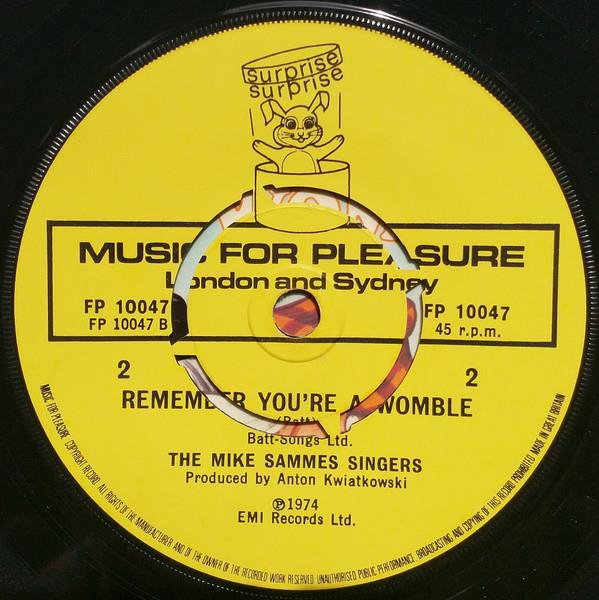 surprise
surprise
MUSIC FOR PLEASURE
London and Sydney
FP 10047
FP 10047 B
FP 10047
45 r.p.m.
2
2
REMEMBER YOU'RE A WOMBLE
(Batt)
Batt-Songs Ltd.
THE MIKE SAMMES SINGERS
Produced by Anton Kwiatkowski
Ⓟ1974
EMI Records Ltd.
MUSIC FOR PLEASURE COPYRIGHT RECORD. ALL RIGHTS OF THE MANUFACTURER AND OF THE OWNER OF THE RECORDED WORK RESERVED. UNAUTHORISED PUBLIC PERFORMANCE, BROADCASTING AND COPYING OF THIS RECORD PROHIBITED. MADE IN GREAT BRITAIN